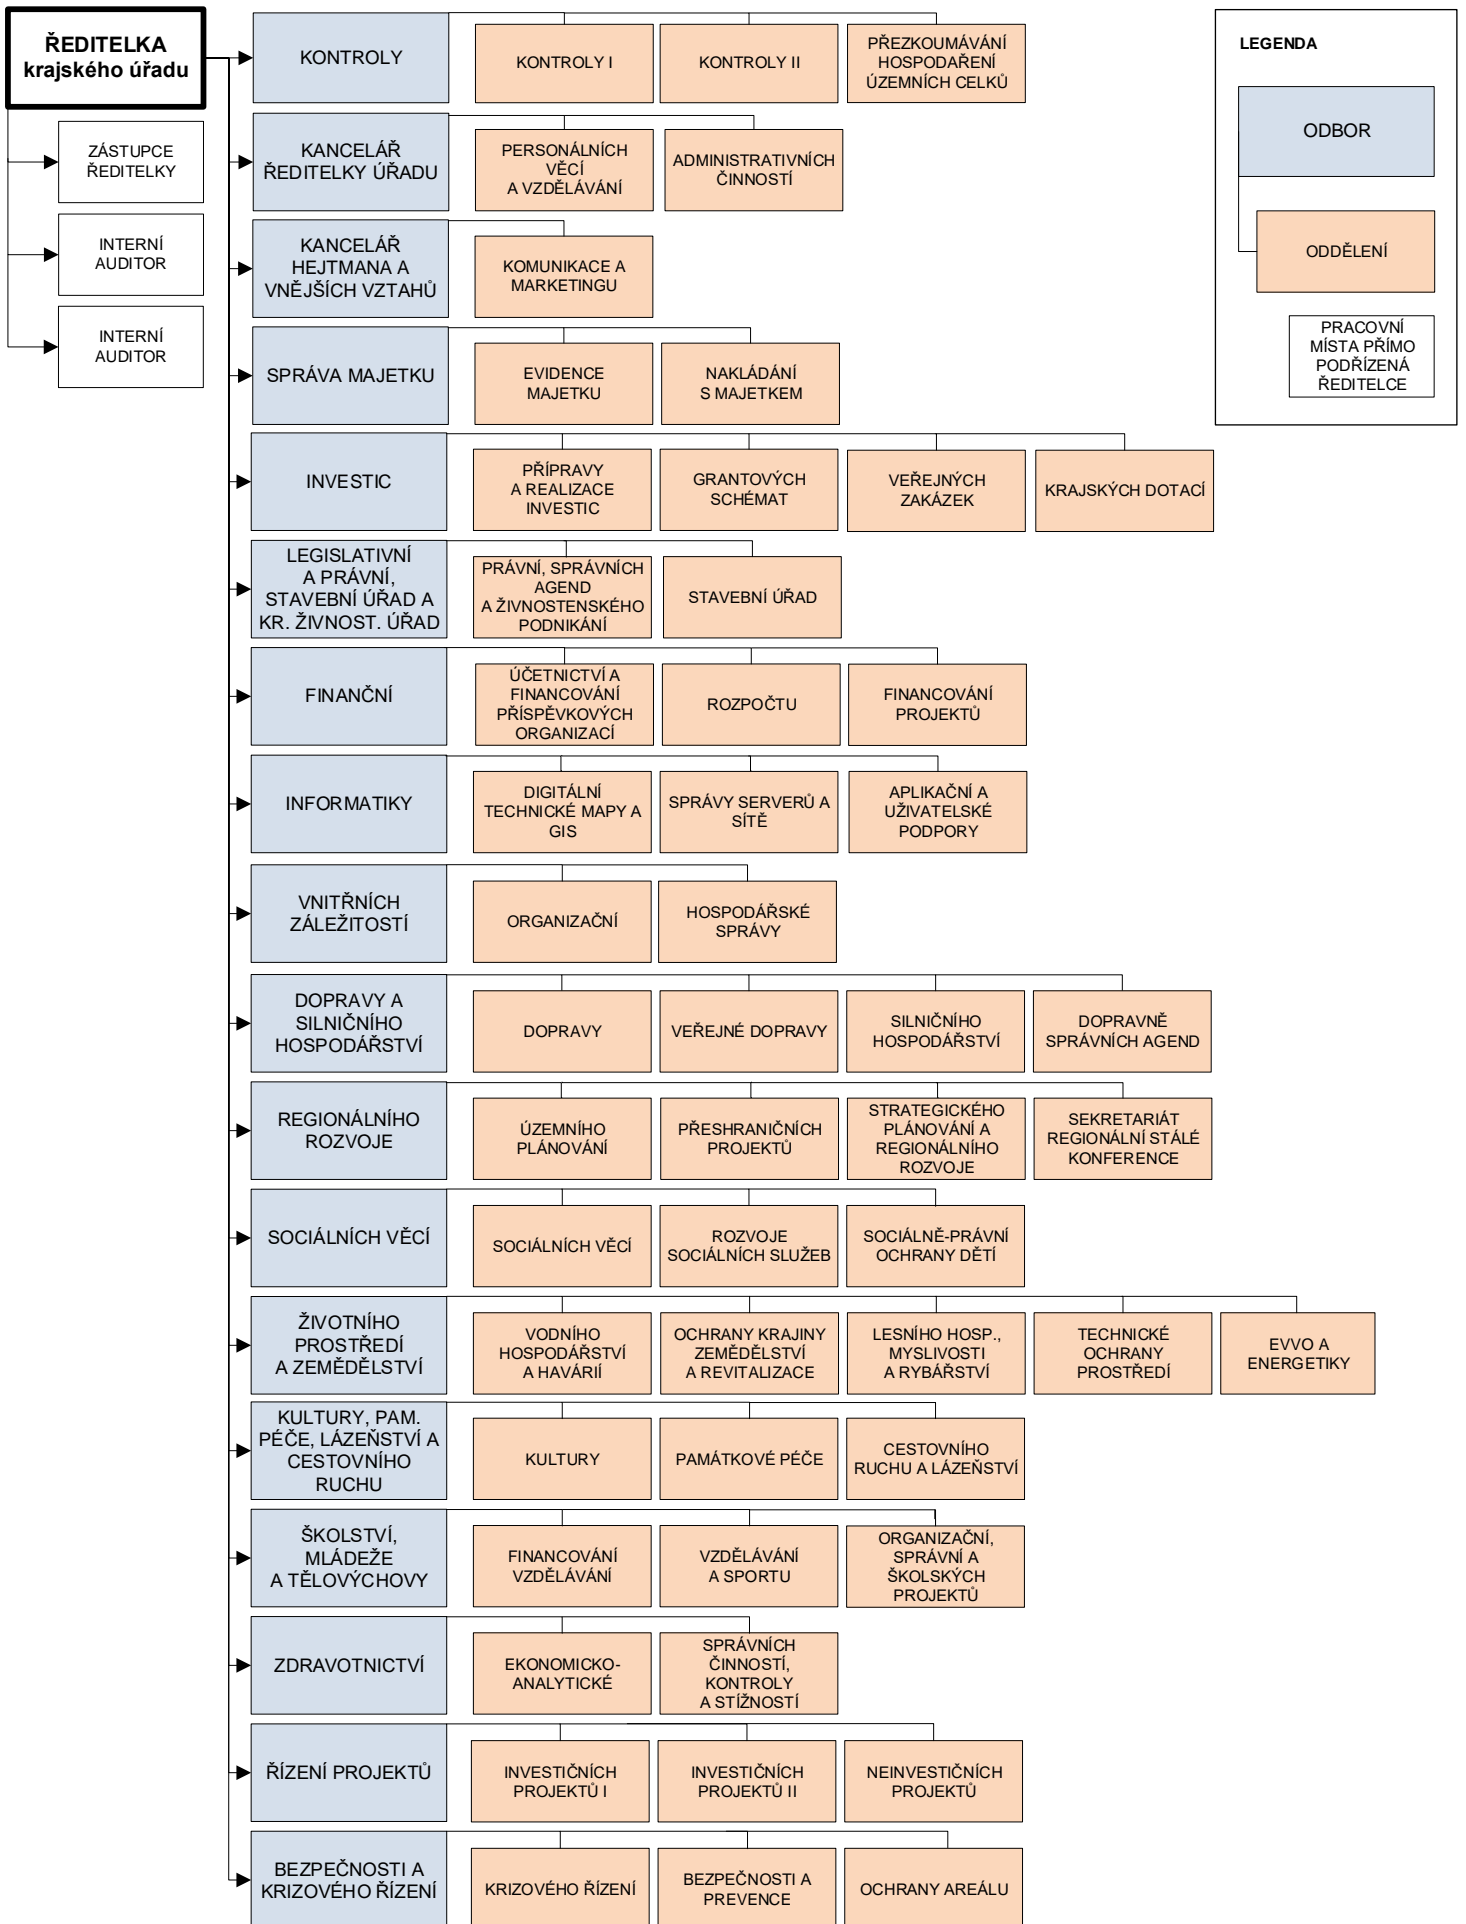 ŘEDITELKA
krajského úřadu
ZÁSTUPCE
ŘEDITELKY
INTERNÍ
AUDITOR
INTERNÍ
AUDITOR
KONTROLY
KONTROLY I
KONTROLY II
PŘEZKOUMÁVÁNÍ
HOSPODAŘENÍ
ÚZEMNÍCH CELKŮ
KANCELÁŘ
ŘEDITELKY ÚŘADU
PERSONÁLNÍCH
VĚCÍ
A VZDĚLÁVÁNÍ
ADMINISTRATIVNÍCH
ČINNOSTÍ
KANCELÁŘ
HEJTMANA A
VNĚJŠÍCH VZTAHŮ
KOMUNIKACE A
MARKETINGU
SPRÁVA MAJETKU
EVIDENCE
MAJETKU
NAKLÁDÁNÍ
S MAJETKEM
INVESTIC
PŘÍPRAVY
A REALIZACE
INVESTIC
GRANTOVÝCH
SCHÉMAT
VEŘEJNÝCH
ZAKÁZEK
KRAJSKÝCH DOTACÍ
LEGISLATIVNÍ
A PRÁVNÍ,
STAVEBNÍ ÚŘAD A
KR. ŽIVNOST. ÚŘAD
PRÁVNÍ, SPRÁVNÍCH
AGEND
A ŽIVNOSTENSKÉHO
PODNIKÁNÍ
STAVEBNÍ ÚŘAD
FINANČNÍ
ÚČETNICTVÍ A
FINANCOVÁNÍ
PŘÍSPĚVKOVÝCH
ORGANIZACÍ
ROZPOČTU
FINANCOVÁNÍ
PROJEKTŮ
INFORMATIKY
DIGITÁLNÍ
TECHNICKÉ MAPY A
GIS
SPRÁVY SERVERŮ A
SÍTĚ
APLIKAČNÍ A
UŽIVATELSKÉ
PODPORY
VNITŘNÍCH
ZÁLEŽITOSTÍ
ORGANIZAČNÍ
HOSPODÁŘSKÉ
SPRÁVY
DOPRAVY A
SILNIČNÍHO
HOSPODÁŘSTVÍ
DOPRAVY
VEŘEJNÉ DOPRAVY
SILNIČNÍHO
HOSPODÁŘSTVÍ
DOPRAVNĚ
SPRÁVNÍCH AGEND
REGIONÁLNÍHO
ROZVOJE
ÚZEMNÍHO
PLÁNOVÁNÍ
PŘESHRANIČNÍCH
PROJEKTŮ
STRATEGICKÉHO
PLÁNOVÁNÍ A
REGIONÁLNÍHO
ROZVOJE
SEKRETARIÁT
REGIONÁLNÍ STÁLÉ
KONFERENCE
SOCIÁLNÍCH VĚCÍ
SOCIÁLNÍCH VĚCÍ
ROZVOJE
SOCIÁLNÍCH SLUŽEB
SOCIÁLNĚ-PRÁVNÍ
OCHRANY DĚTÍ
ŽIVOTNÍHO
PROSTŘEDÍ
A ZEMĚDĚLSTVÍ
VODNÍHO
HOSPODÁŘSTVÍ
A HAVÁRIÍ
OCHRANY KRAJINY
ZEMĚDĚLSTVÍ
A REVITALIZACE
LESNÍHO HOSP.,
MYSLIVOSTI
A RYBÁŘSTVÍ
TECHNICKÉ
OCHRANY
PROSTŘEDÍ
EVVO A
ENERGETIKY
KULTURY, PAM.
PÉČE, LÁZEŇSTVÍ A
CESTOVNÍHO
RUCHU
KULTURY
PAMÁTKOVÉ PÉČE
CESTOVNÍHO
RUCHU A LÁZEŇSTVÍ
ŠKOLSTVÍ,
MLÁDEŽE
A TĚLOVÝCHOVY
FINANCOVÁNÍ
VZDĚLÁVÁNÍ
VZDĚLÁVÁNÍ
A SPORTU
ORGANIZAČNÍ,
SPRÁVNÍ A
ŠKOLSKÝCH
PROJEKTŮ
ZDRAVOTNICTVÍ
EKONOMICKO-
ANALYTICKÉ
SPRÁVNÍCH
ČINNOSTÍ,
KONTROLY
A STÍŽNOSTÍ
ŘÍZENÍ PROJEKTŮ
INVESTIČNÍCH
PROJEKTŮ I
INVESTIČNÍCH
PROJEKTŮ II
NEINVESTIČNÍCH
PROJEKTŮ
BEZPEČNOSTI A
KRIZOVÉHO ŘÍZENÍ
KRIZOVÉHO ŘÍZENÍ
BEZPEČNOSTI A
PREVENCE
OCHRANY AREÁLU
LEGENDA
ODBOR
ODDĚLENÍ
PRACOVNÍ
MÍSTA PŘÍMO
PODŘÍZENÁ
ŘEDITELCE